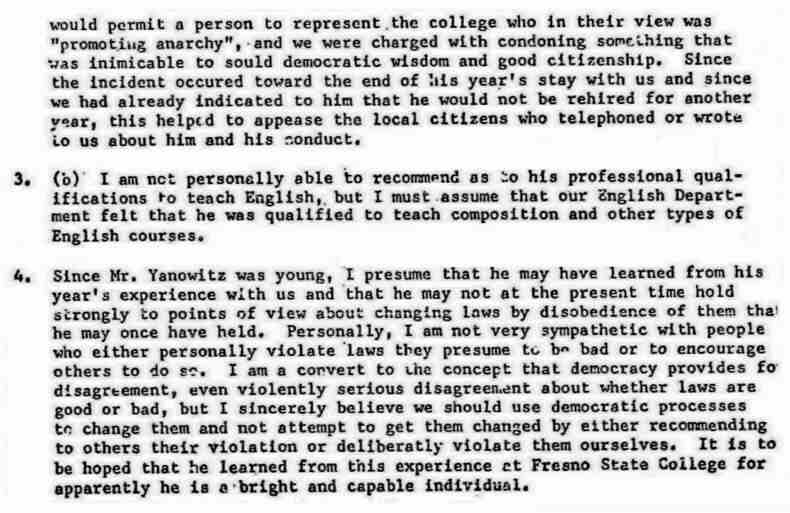 would permit a person to represent the college who in their view was
"promoting anarchy", and we were charged with condoning something that
was inimicable to sould democratic wisdom and good citizenship. Since
the incident occured toward the end of his year's stay with us and since
we had already indicated to him that he would not be rehired for another
year, this helped to appease the local citizens who telephoned or wrote
to us about him and his conduct.
3. (b) I am not personally able to recommend as to his professional qual-
ifications to teach English, but I must assume that our English Depart-
ment felt that he was qualified to teach composition and other types of
English courses.
4. Since Mr. Yanowitz was young, I presume that he may have learned from his
year's experience with us and that he may not at the present time hold
strongly to points of view about changing laws by disobedience of them tha
he may once have held. Personally, I am not very sympathetic with people
who either personally violate laws they presume to be bad or to encourage
others to do so. I am a convert to the concept that democracy provides fo
disagreement, even violently serious disagreement about whether laws are
good or bad, but I sincerely believe we should use democratic processes
to change them and not attempt to get them changed by either recommending
to others their violation or deliberatly violate them ourselves. It is to
be hoped that he learned from this experience at Fresno State College for
apparently he is a bright and capable individual.